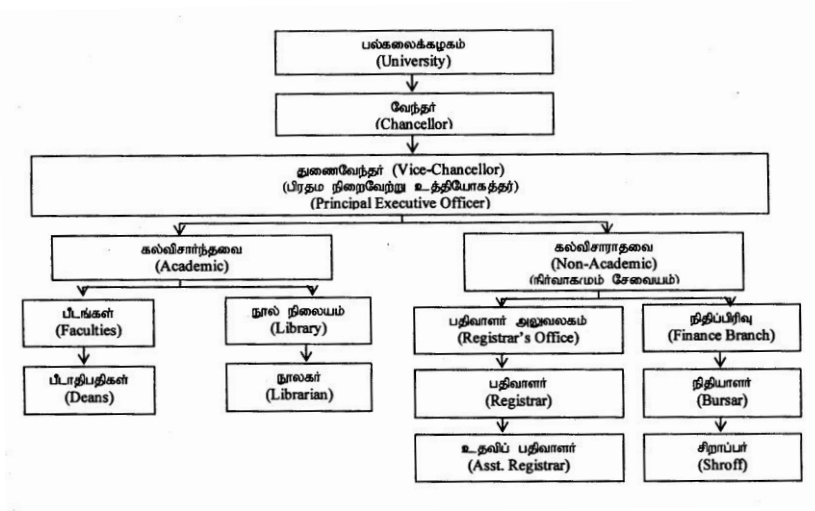 பல்கலைக்கழகம்
(University)
வேந்தர்
(Chancellor)
துணைவேந்தர் (Vice-Chancellor)
(பிரதம நிறைவேற்று உத்தியோகத்தர்)
(Principal Executive Officer)
கல்விசார்ந்தவை
(Academic)
கல்விசாராதவை
(Non-Academic)
(நிர்வாகமும் சேவையும்)
பீடங்கள்
(Faculties)
நூல் நிலையம்
(Library)
பதிவாளர் அலுவலகம்
(Registrar's Office)
நிதிப்பிரிவு
(Finance Branch)
பீடாதிபதிகள்
(Deans)
நூலகர்
(Librarian)
பதிவாளர்
(Registrar)
நிதியாளர்
(Bursar)
உதவிப் பதிவாளர்
(Asst. Registrar)
சிறாப்பர்
(Shroff)